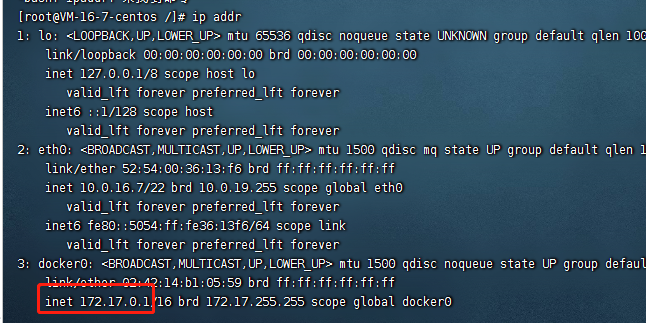 [root@VM-16-7-centos /]# ip addr
1: lo: <LOOPBACK,UP,LOWER_UP> mtu 65536 qdisc noqueue state UNKNOWN group default qlen 100
link/loopback 00:00:00:00:00:00 brd 00:00:00:00:00:00
inet 127.0.0.1/8 scope host lo
valid_lft forever preferred_lft forever
inet6 ::1/128 scope host
valid_lft forever preferred_lft forever
2: eth0: <BROADCAST,MULTICAST,UP,LOWER_UP> mtu 1500 qdisc mq state UP group default qlen 1
link/ether 52:54:00:36:13:f6 brd ff:ff:ff:ff:ff:ff
inet 10.0.16.7/22 brd 10.0.19.255 scope global eth0
valid_lft forever preferred_lft forever
inet6 fe80::5054:ff:fe36:13f6/64 scope link
valid_lft forever preferred_lft forever
3: docker0: <BROADCAST,MULTICAST,UP,LOWER_UP> mtu 1500 qdisc noqueue state UP group default
link/ether 02:42:14:b1:05:59 brd ff:ff:ff:ff:ff:ff
inet 172.17.0.1/16 brd 172.17.255.255 scope global docker0